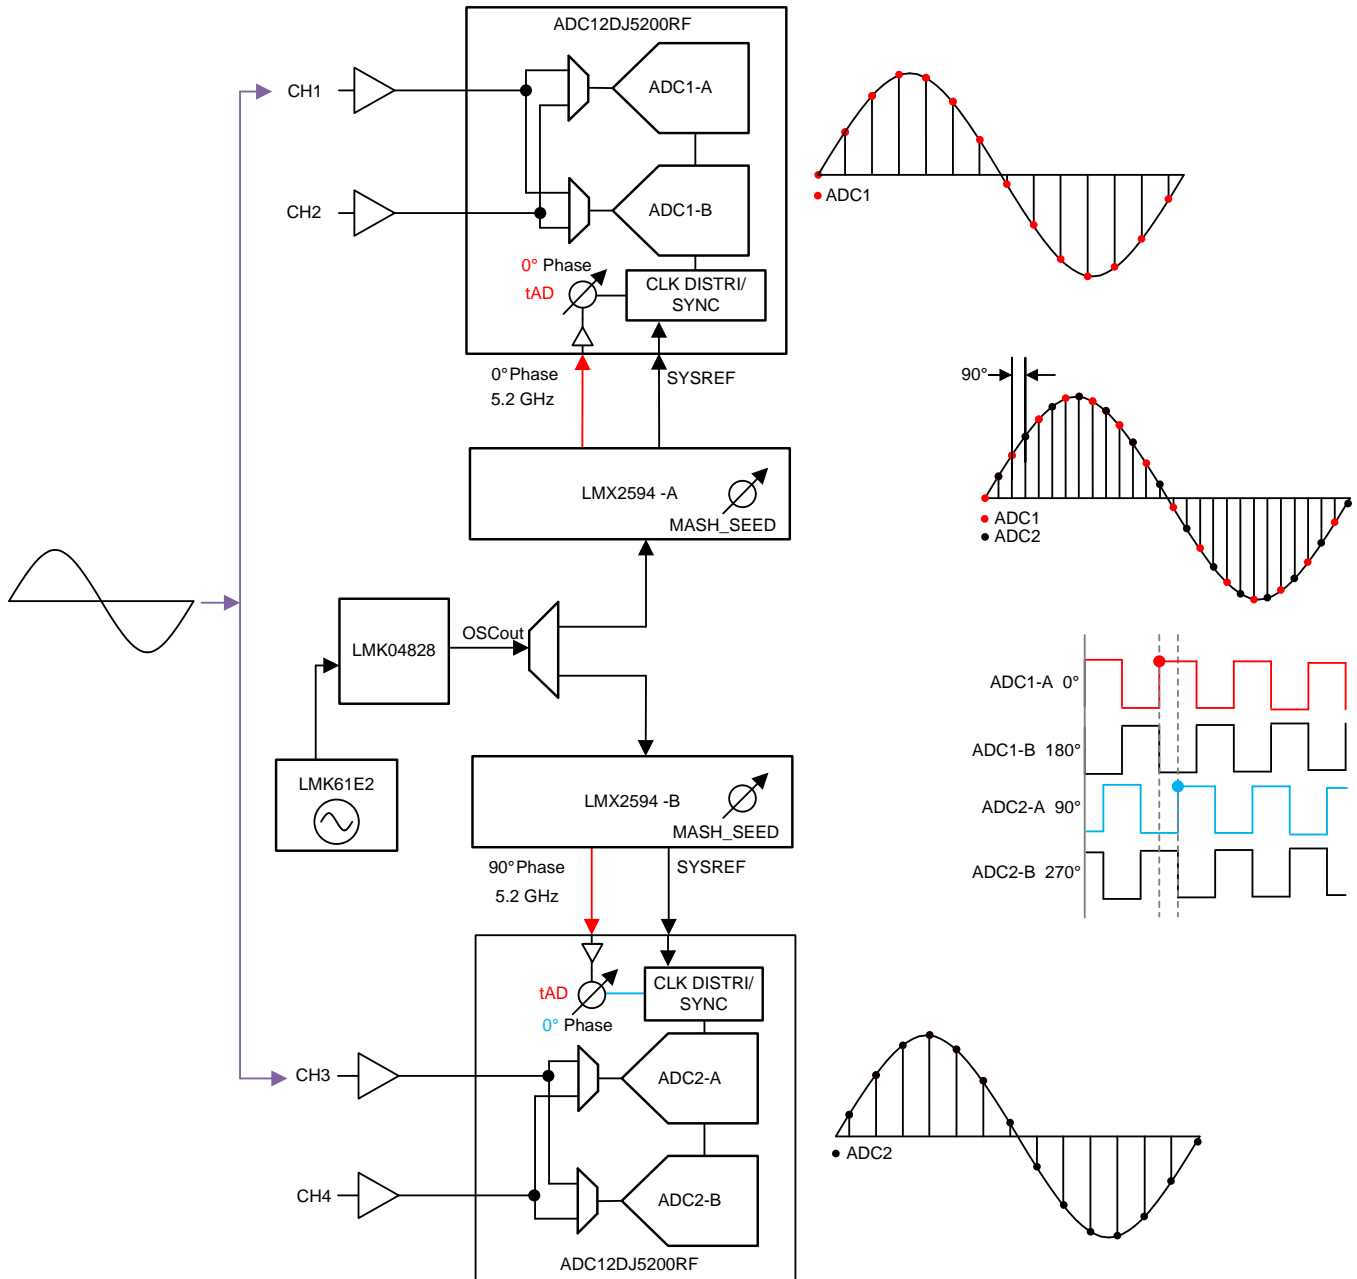 ADC12DJ5200RF
CH1
ADC1-A
CH2
ADC1-B
0° Phase
tAD
CLK DISTRI/
SYNC
0° Phase
5.2 GHz
SYSREF
ADC1
90°
LMX2594 -A
MASH_SEED
ADC1
ADC2
LMK04828
OSCout
LMK61E2
LMX2594 -B
MASH_SEED
ADC1-A 0°
ADC1-B 180°
ADC2-A 90°
ADC2-B 270°
90° Phase
5.2 GHz
SYSREF
tAD
0° Phase
CLK DISTRI/
SYNC
CH3
ADC2-A
CH4
ADC2-B
ADC2
ADC12DJ5200RF